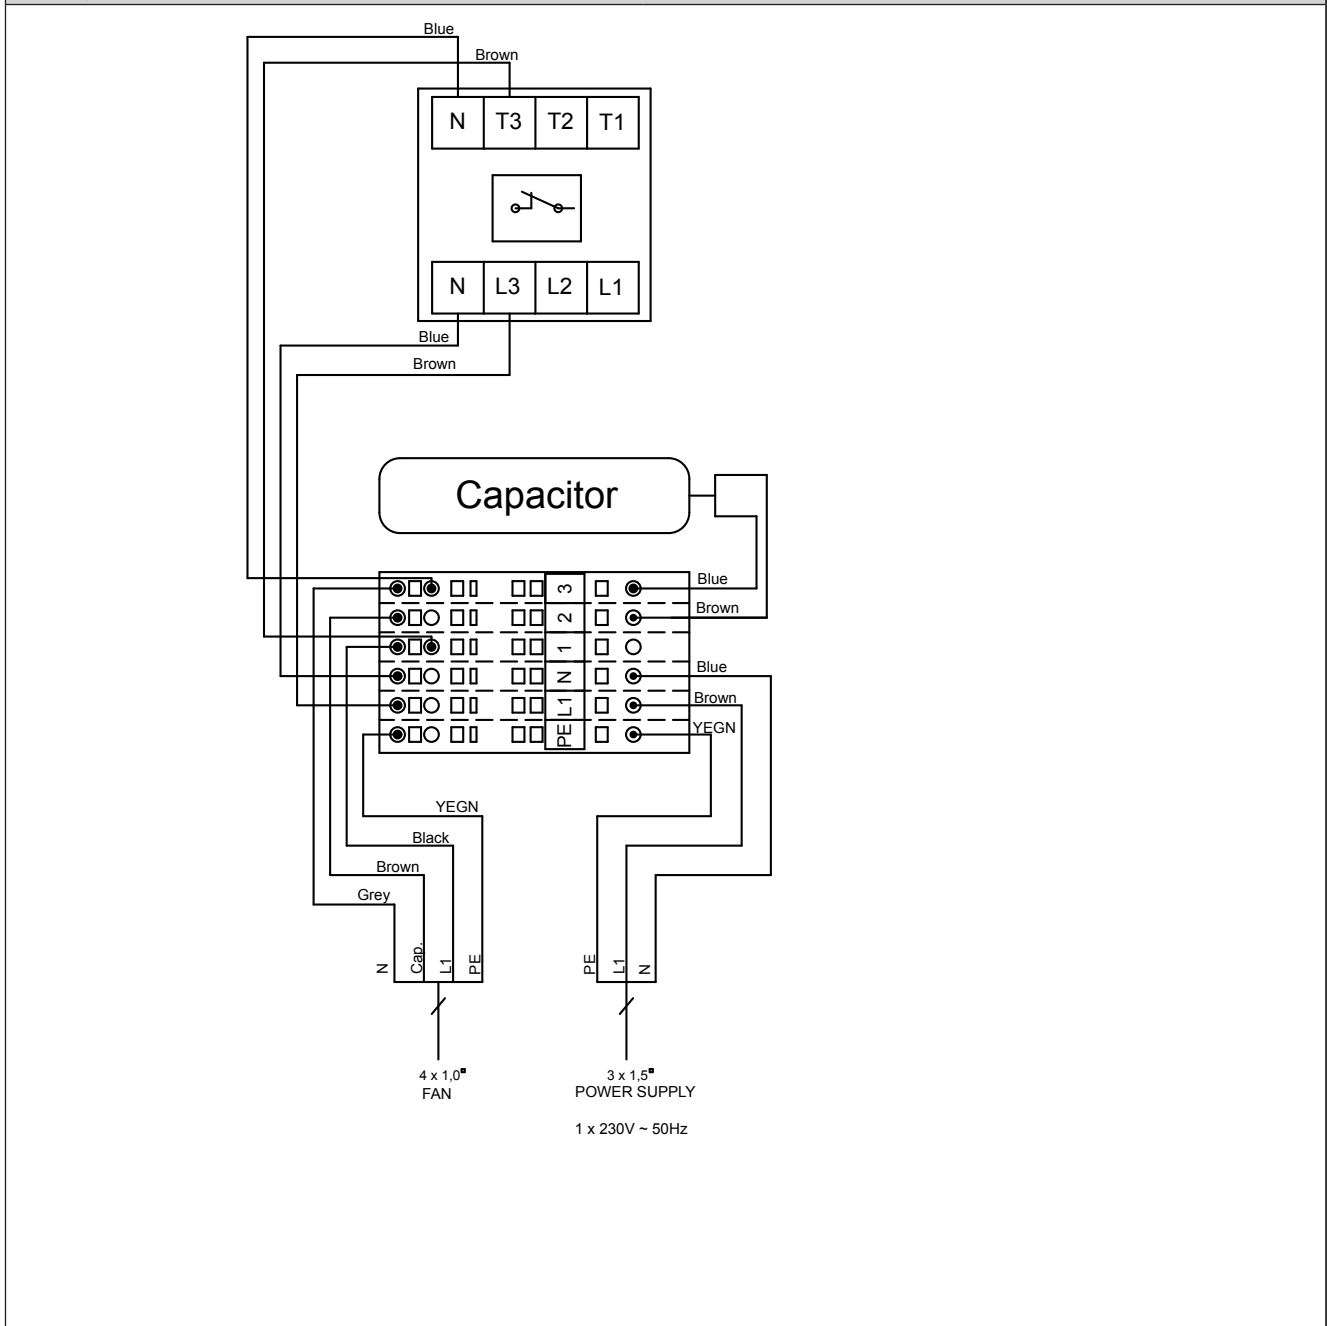 Blue
Brown
N T3 T2 T1
N L3 L2 L1
Blue
Brown
Capacitor
3 Blue
2 Brown
1
N Blue
L1 Brown
PE YEGN
YEGN
Black
Brown
Grey
N Cap. L1 PE
PE L1 N
4 x 1,0
FAN
3 x 1,5
POWER SUPPLY
1 x 230V ~ 50Hz